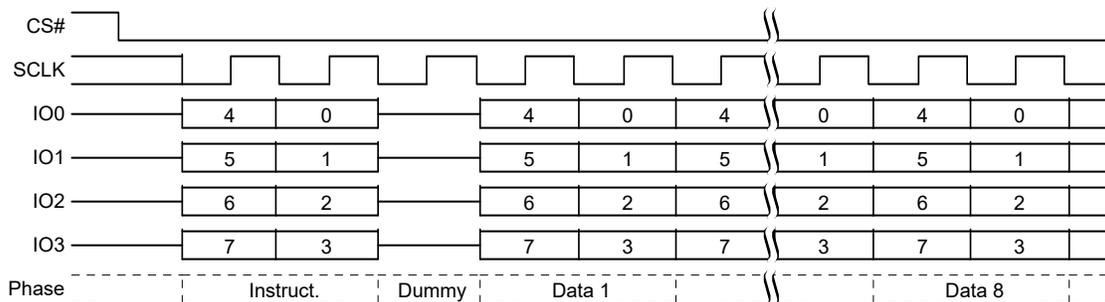 CS#
SCLK
IO0 4 0 4 0 4 0 4 0
IO1 5 1 5 1 5 1 5 1
IO2 6 2 6 2 6 2 6 2
IO3 7 3 7 3 7 3 7 3
Phase Instruct. Dummy Data 1 Data 8